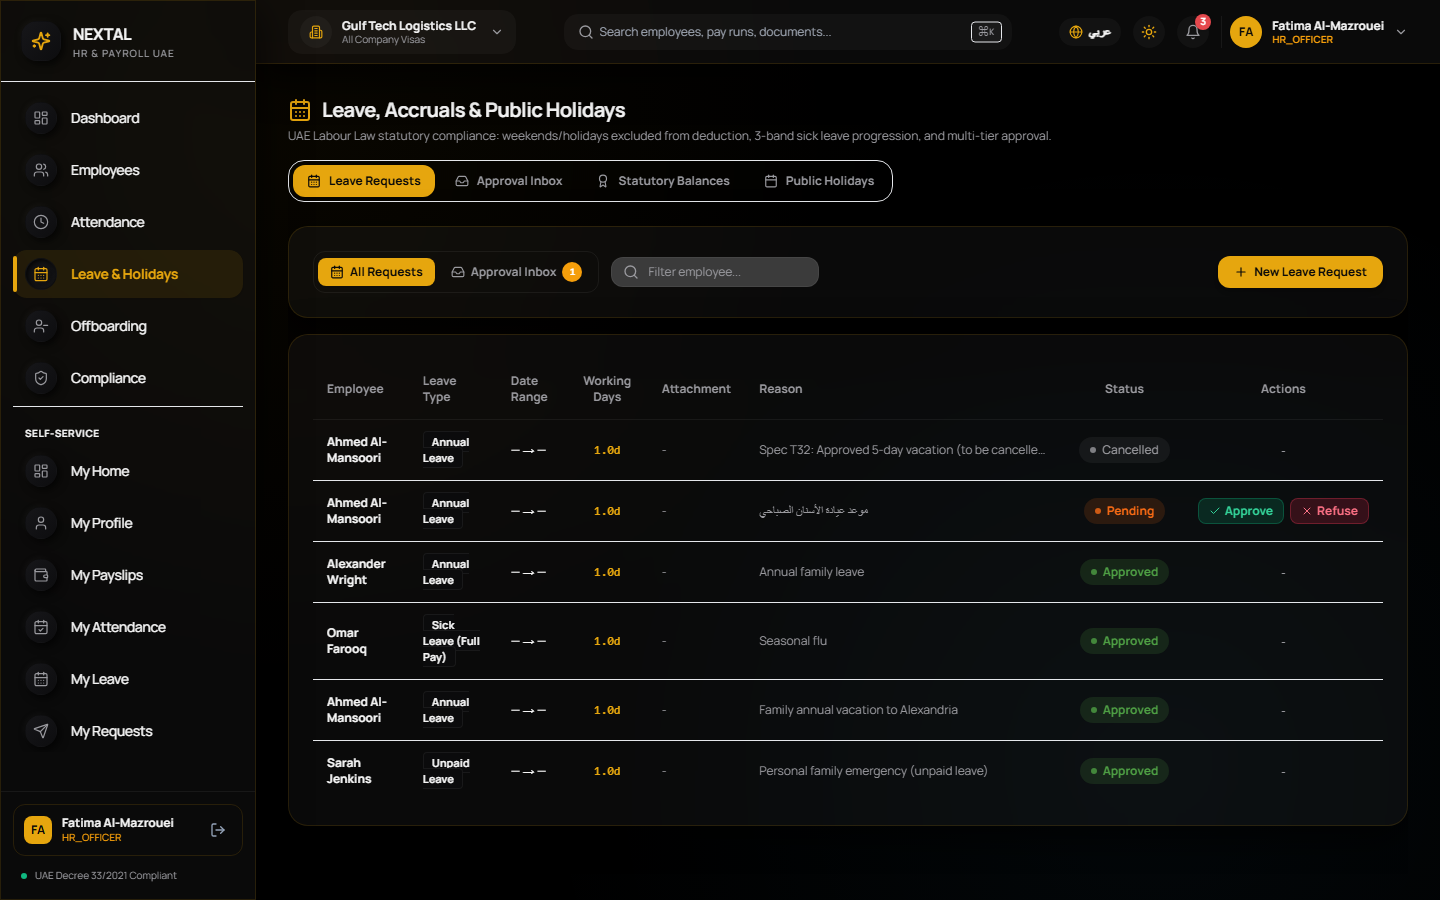 NEXTAL
HR & PAYROLL UAE
Gulf Tech Logistics LLC
All Company Visas
Search employees, pay runs, documents...
⌘K
عربي
3
FA
Fatima Al-Mazrouei
HR_OFFICER
Dashboard
Employees
Attendance
Leave & Holidays
Offboarding
Compliance
SELF-SERVICE
My Home
My Profile
My Payslips
My Attendance
My Leave
My Requests
FA
Fatima Al-Mazrouei
HR_OFFICER
UAE Decree 33/2021 Compliant
Leave, Accruals & Public Holidays
UAE Labour Law statutory compliance: weekends/holidays excluded from deduction, 3-band sick leave progression, and multi-tier approval.
Leave Requests
Approval Inbox
Statutory Balances
Public Holidays
All Requests
Approval Inbox 1
Filter employee...
+ New Leave Request
Employee
Leave
Type
Date
Range
Working
Days
Attachment
Reason
Status
Actions
Ahmed Al-
Mansoori
Annual
Leave
— → —
1.0d
-
Spec T32: Approved 5-day vacation (to be cancelle...
Cancelled
-
Ahmed Al-
Mansoori
Annual
Leave
— → —
1.0d
-
موعد عيادة الأسنان الصباحي
Pending
Approve
Refuse
Alexander
Wright
Annual
Leave
— → —
1.0d
-
Annual family leave
Approved
-
Omar
Farooq
Sick
Leave (Full
Pay)
— → —
1.0d
-
Seasonal flu
Approved
-
Ahmed Al-
Mansoori
Annual
Leave
— → —
1.0d
-
Family annual vacation to Alexandria
Approved
-
Sarah
Jenkins
Unpaid
Leave
— → —
1.0d
-
Personal family emergency (unpaid leave)
Approved
-